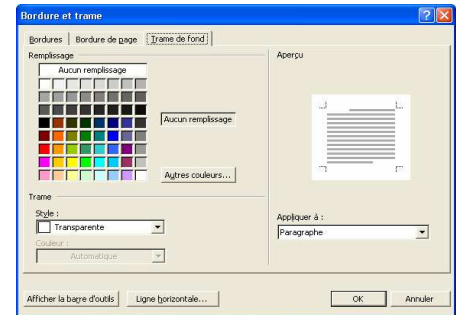 Bordure et trame
Bordures
Bordure de page
Trame de fond
Remplissage
Aucun remplissage
Aucun remplissage
Autres couleurs...
Trame
Style :
Transparente
Couleur :
Automatique
Aperçu
Appliquer à :
Paragraphe
Afficher la barre d'outils
Ligne horizontale...
OK
Annuler